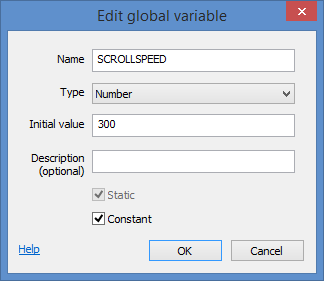 Edit global variable
Name SCROLLSPEED
Type Number
Initial value 300
Description
(optional)
Static
Constant
Help OK Cancel